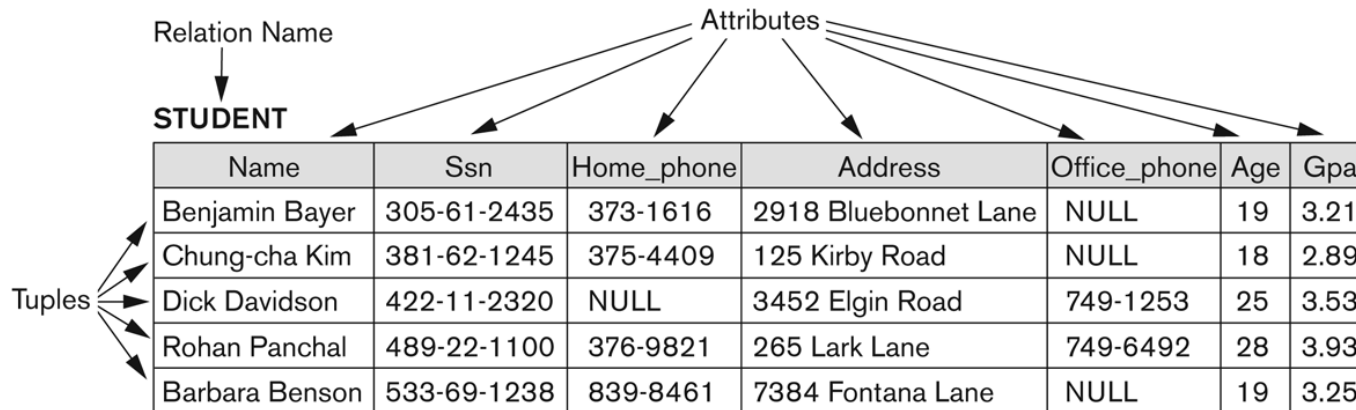 Attributes
Relation Name
STUDENT
Name Ssn Home_phone Address Office_phone Age Gpa
Benjamin Bayer 305-61-2435 373-1616 2918 Bluebonnet Lane NULL 19 3.21
Chung-cha Kim 381-62-1245 375-4409 125 Kirby Road NULL 18 2.89
Tuples Dick Davidson 422-11-2320 NULL 3452 Elgin Road 749-1253 25 3.53
Rohan Panchal 489-22-1100 376-9821 265 Lark Lane 749-6492 28 3.93
Barbara Benson 533-69-1238 839-8461 7384 Fontana Lane NULL 19 3.25